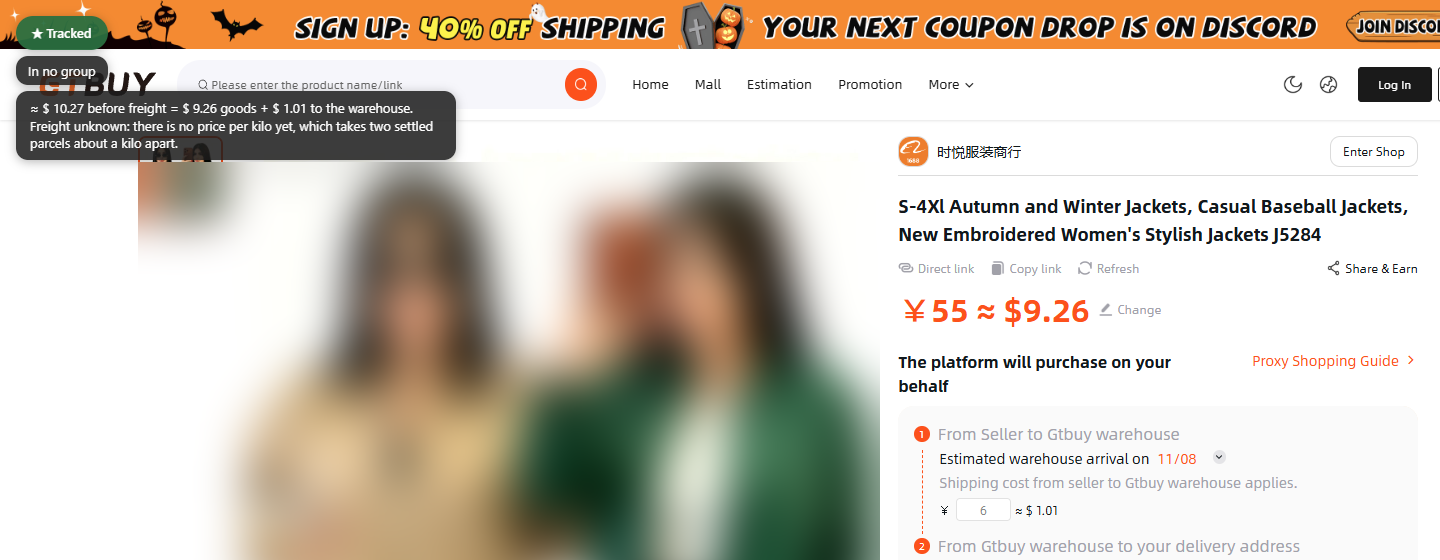 SIGN UP: 40% OFF SHIPPING
YOUR NEXT COUPON DROP IS ON DISCORD
★ Tracked
In no group
BUY
Please enter the product name/link
Home
Mall
Estimation
Promotion
More
Log In
≈ $ 10.27 before freight = $ 9.26 goods + $ 1.01 to the warehouse.
Freight unknown: there is no price per kilo yet, which takes two settled
parcels about a kilo apart.
1688
时悦服装商行
Enter Shop
S-4Xl Autumn and Winter Jackets, Casual Baseball Jackets,
New Embroidered Women's Stylish Jackets J5284
Direct link
Copy link
Refresh
Share & Earn
￥55 ≈ $9.26
Change
The platform will purchase on your
behalf
Proxy Shopping Guide
1 From Seller to Gtbuy warehouse
Estimated warehouse arrival on 11/08
Shipping cost from seller to Gtbuy warehouse applies.
¥ 6 ≈ $ 1.01
2 From Gtbuy warehouse to your delivery address